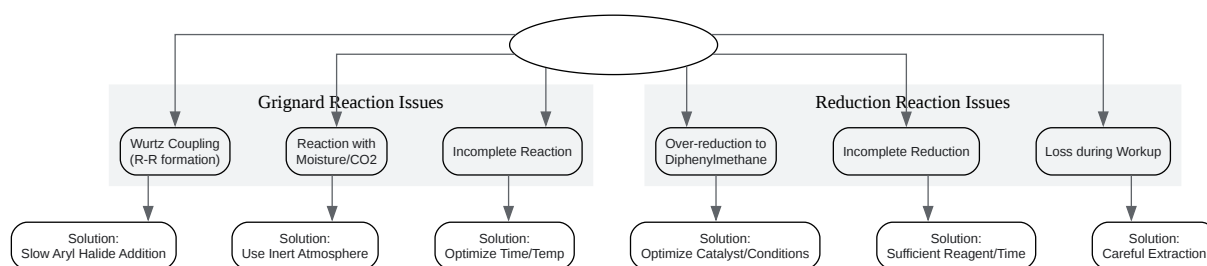 Grignard Reaction Issues
Reduction Reaction Issues
Wurtz Coupling
(R-R formation)
Reaction with
Moisture/CO2
Incomplete Reaction
Over-reduction to
Diphenylmethane
Incomplete Reduction
Loss during Workup
Solution:
Slow Aryl Halide Addition
Solution:
Use Inert Atmosphere
Solution:
Optimize Time/Temp
Solution:
Optimize Catalyst/Conditions
Solution:
Sufficient Reagent/Time
Solution:
Careful Extraction